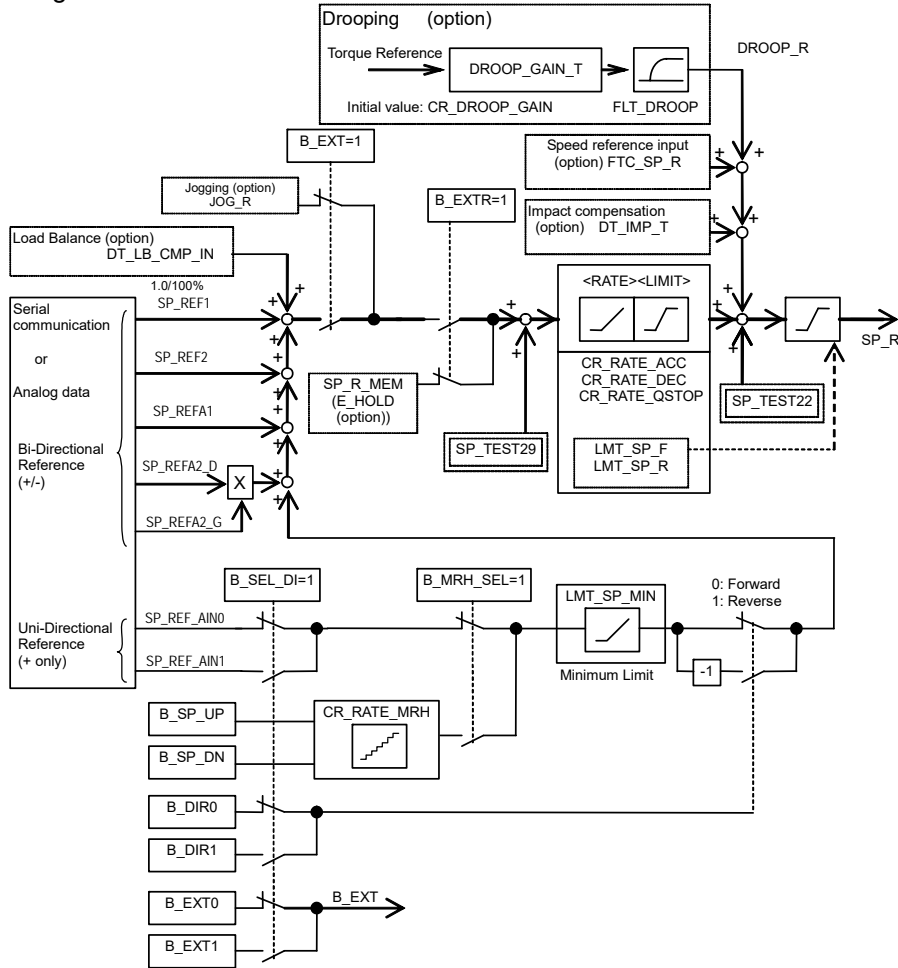 Drooping (option)
Torque Reference
DROOP_GAIN_T
DROOP_R
Initial value: CR_DROOP_GAIN
FLT_DROOP
B_EXT=1
Speed reference input
(option) FTC_SP_R
+
+
Jogging (option)
JOG_R
B_EXTR=1
Impact compensation
(option) DT_IMP_T
+
+
Load Balance (option)
DT_LB_CMP_IN
1.0/100%
<RATE><LIMIT>
Serial
communication
or
Analog data
Bi-Directional
Reference
(+/-)
SP_REF1
+
+
+
+
+
SP_R
SP_REF2
+
+
SP_R_MEM
(E_HOLD
(option))
+
CR_RATE_ACC
CR_RATE_DEC
CR_RATE_QSTOP
+
SP_TEST22
SP_REFA1
+
+
SP_TEST29
LMT_SP_F
LMT_SP_R
SP_REFA2_D
X
+
+
SP_REFA2_G
B_SEL_DI=1
B_MRH_SEL=1
LMT_SP_MIN
0: Forward
1: Reverse
Uni-Directional
Reference
(+ only)
SP_REF_AIN0
SP_REF_AIN1
Minimum Limit
-1
B_SP_UP
CR_RATE_MRH
B_SP_DN
B_DIR0
B_DIR1
B_EXT0
B_EXT
B_EXT1